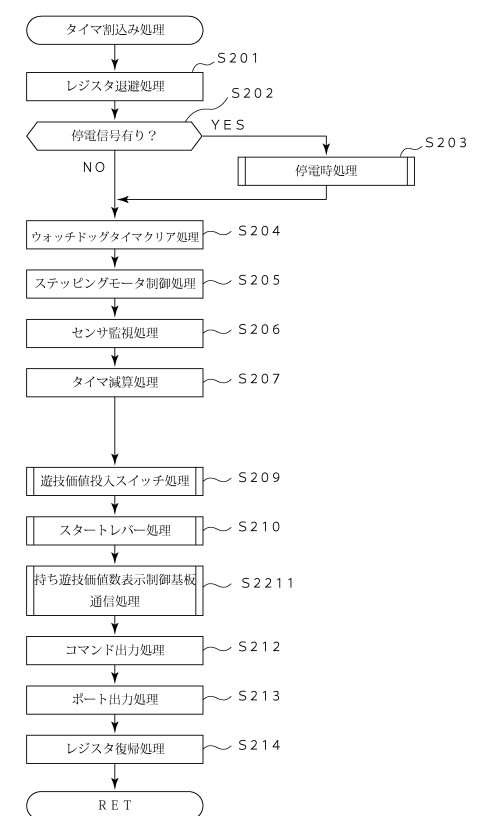 タイマ割込み処理
S201
レジスタ退避処理
S202
停電信号有り？
YES
S203
NO
停電時処理
ウォッチドッグタイマクリア処理
S204
ステッピングモータ制御処理
S205
センサ監視処理
S206
タイマ減算処理
S207
遊技価値投入スイッチ処理
S209
スタートレバー処理
S210
持ち遊技価値数表示制御基板
通信処理
S2211
コマンド出力処理
S212
ポート出力処理
S213
レジスタ復帰処理
S214
RET